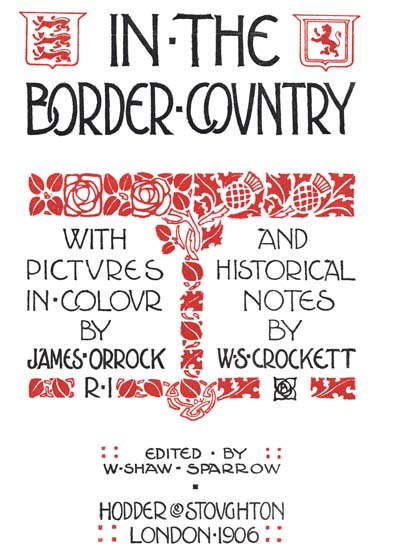 IN·THE
BORDER·COVNTRY
WITH
PICTVRES
IN·COLOVR
BY
JAMES·ORROCK
R·I
AND
HISTORICAL
NOTES
BY
W·S·CROCKETT
EDITED·BY
W·SHAW·SPARROW
HODDER & STOVGHTON
LONDON·1906